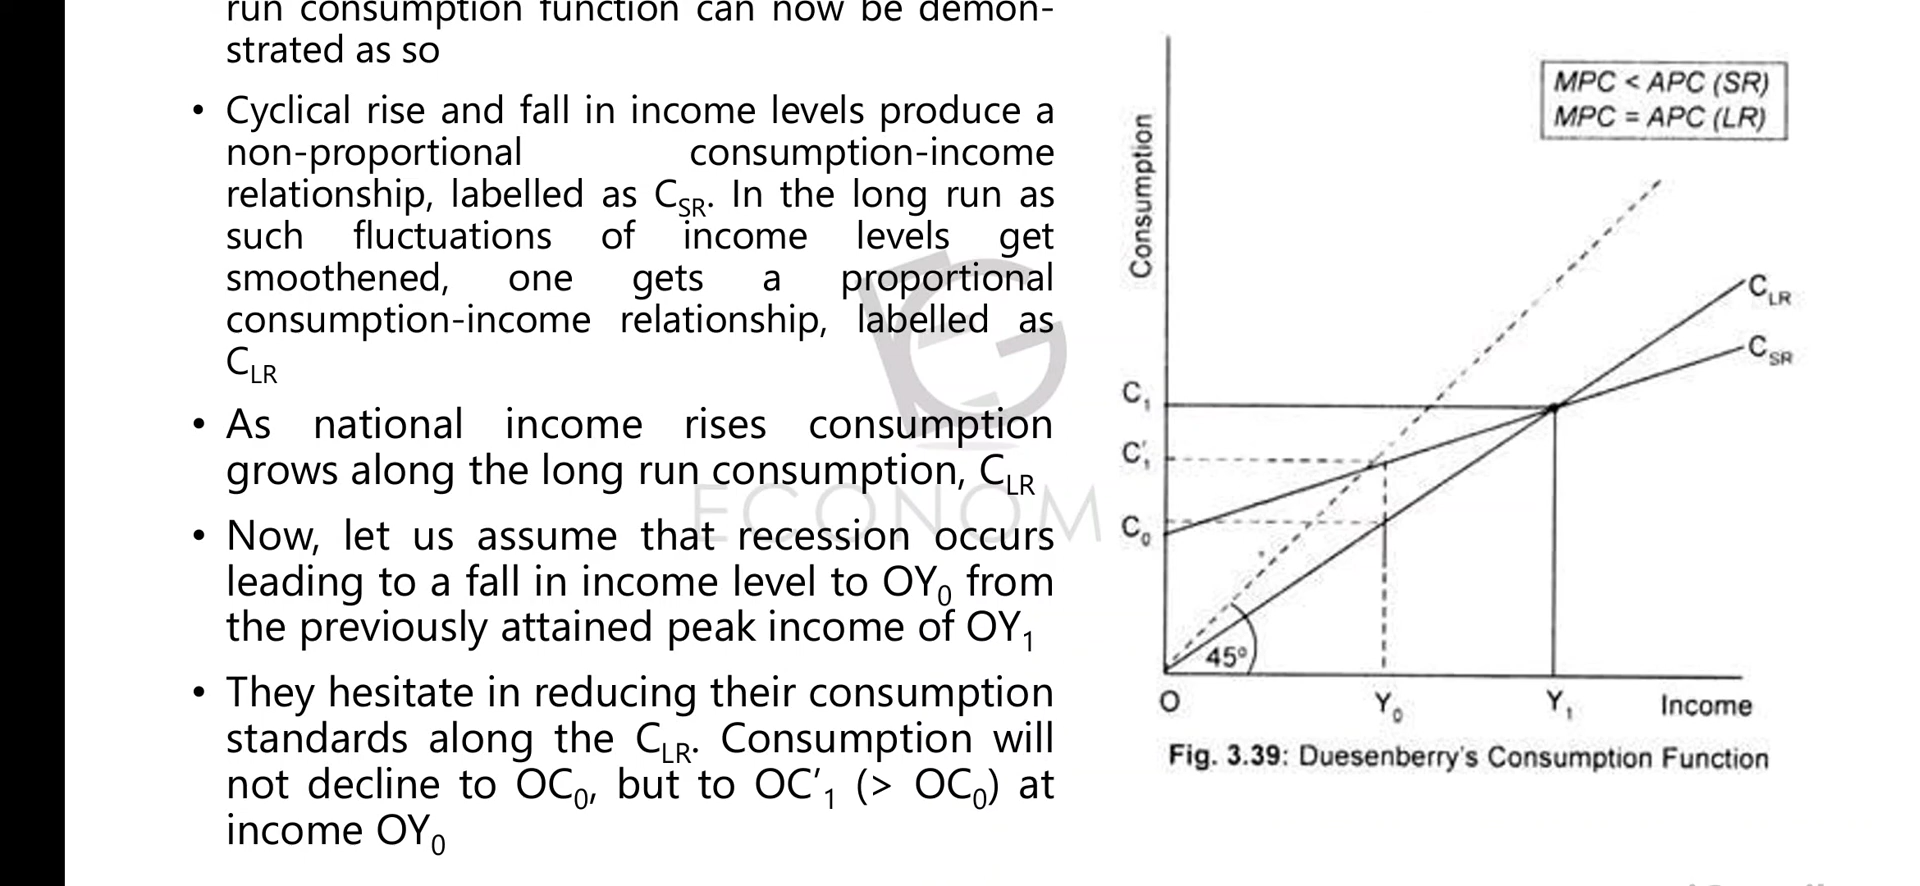 run consumption function can now be demon-
strated as so
• Cyclical rise and fall in income levels produce a
non-proportional consumption-income
relationship, labelled as C_SR. In the long run as
such fluctuations of income levels get
smoothened, one gets a proportional
consumption-income relationship, labelled as
C_LR
• As national income rises consumption
grows along the long run consumption, C_LR
• Now, let us assume that recession occurs
leading to a fall in income level to OY₀ from
the previously attained peak income of OY₁
• They hesitate in reducing their consumption
standards along the C_LR. Consumption will
not decline to OC₀, but to OC′₁ (> OC₀) at
income OY₀
ECONOM
MPC < APC (SR)
MPC = APC (LR)
Consumption
C_LR
C_SR
C₁
C′₁
C₀
45°
O Y₀ Y₁ Income
Fig. 3.39: Duesenberry's Consumption Function